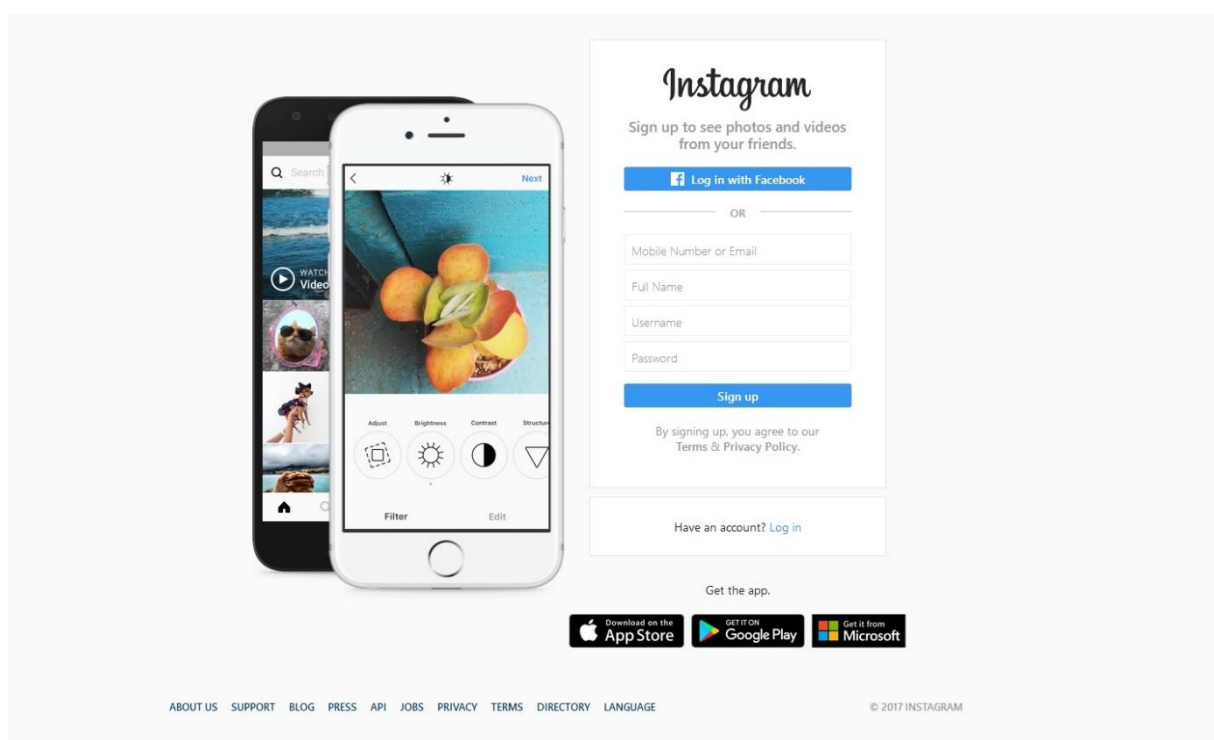 Search
WATCH
Video
Next
Adjust
Brightness
Contrast
Structure
Filter
Edit
Instagram
Sign up to see photos and videos
from your friends.
Log in with Facebook
OR
Mobile Number or Email
Full Name
Username
Password
Sign up
By signing up, you agree to our
Terms & Privacy Policy.
Have an account? Log in
Get the app.
Download on the
App Store
GET IT ON
Google Play
Get it from
Microsoft
ABOUT US SUPPORT BLOG PRESS API JOBS PRIVACY TERMS DIRECTORY LANGUAGE
© 2017 INSTAGRAM